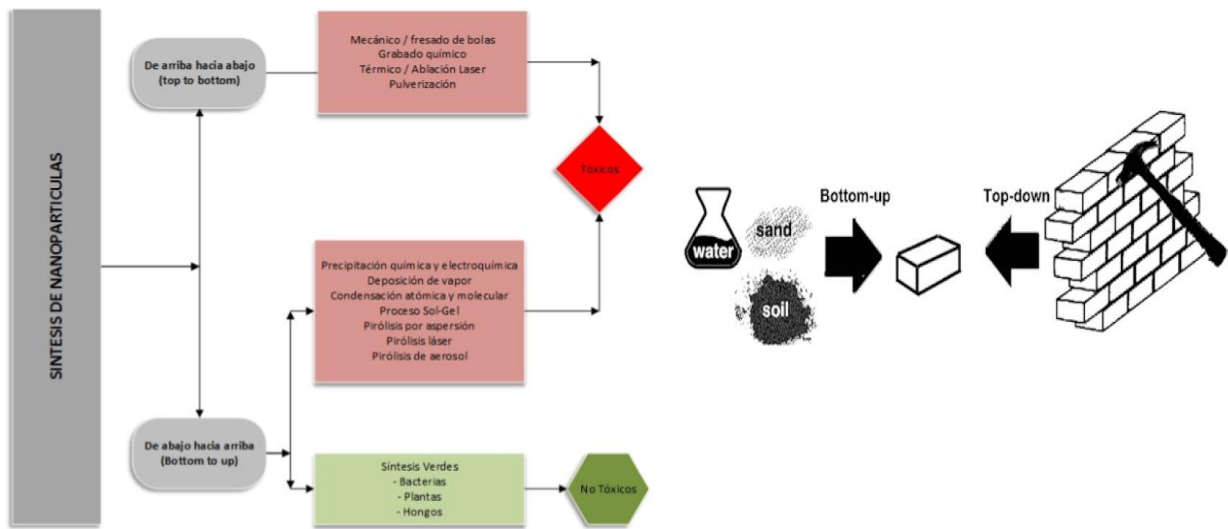 SINTESIS DE NANOPARTICULAS
De arriba hacia abajo
(top to bottom)
Mecánico / fresado de bolas
Grabado químico
Térmico / Ablación Laser
Pulverización
Tóxicos
Precipitación química y electroquímica
Deposición de vapor
Condensación atómica y molecular
Proceso Sol-Gel
Pirólisis por aspersión
Pirólisis láser
Pirólisis de aerosol
De abajo hacia arriba
(Bottom to up)
Síntesis Verdes
- Bacterias
- Plantas
- Hongos
No Tóxicos
water
sand
soil
Bottom-up
Top-down